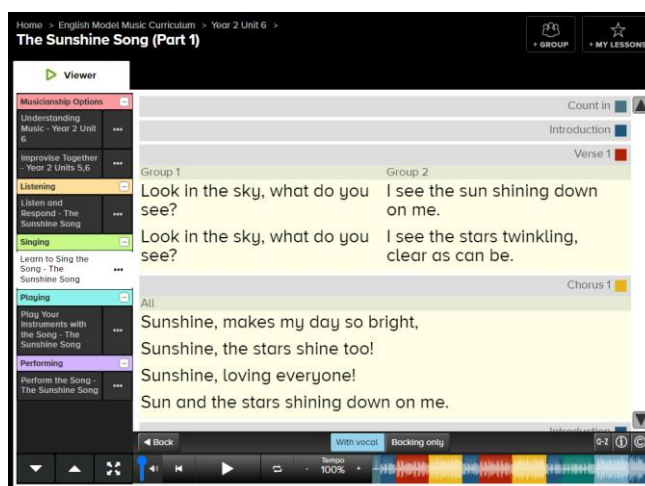 Home > English Model Music Curriculum > Year 2 Unit 6 >
The Sunshine Song (Part 1)
+ GROUP
+ MY LESSONS
Viewer
Musicianship Options
Understanding
Music - Year 2 Unit
6
Improvise Together
- Year 2 Units 5,6
Listening
Listen and
Respond - The
Sunshine Song
Singing
Learn to Sing the
Song - The
Sunshine Song
Playing
Play Your
Instruments with
the Song - The
Sunshine Song
Performing
Perform the Song -
The Sunshine Song
Count in
Introduction
Verse 1
Group 1
Look in the sky, what do you
see?
Look in the sky, what do you
see?
Group 2
I see the sun shining down
on me.
I see the stars twinkling,
clear as can be.
Chorus 1
All
Sunshine, makes my day so bright,
Sunshine, the stars shine too!
Sunshine, loving everyone!
Sun and the stars shining down on me.
Introduction
Back
With vocal
Backing only
a-z
Tempo
- 100% +